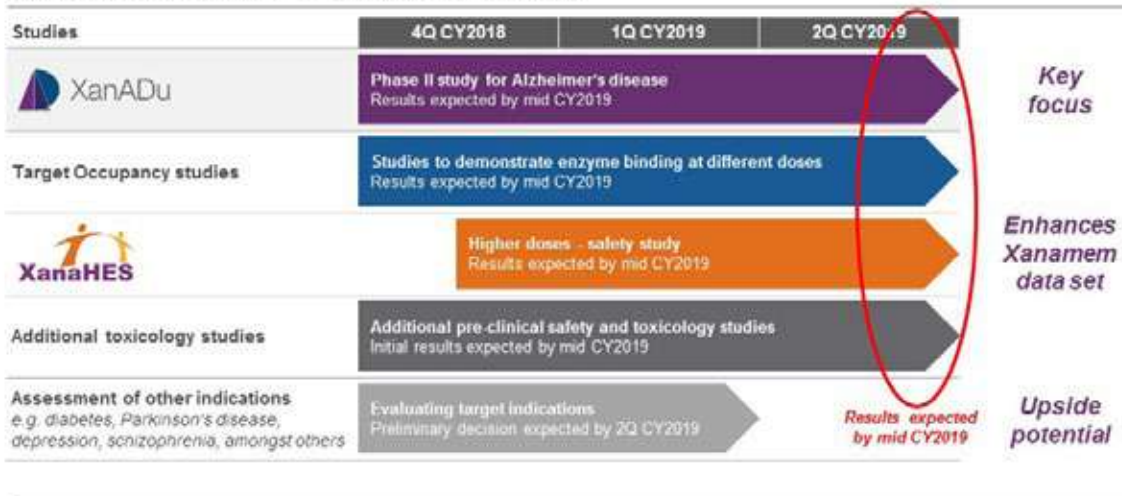 Studies
4Q CY2018
1Q CY2019
2Q CY2019
XanADu
Phase II study for Alzheimer's disease
Results expected by mid CY2019
Key
focus
Target Occupancy studies
Studies to demonstrate enzyme binding at different doses
Results expected by mid CY2019
XanaHES
Higher doses - safety study
Results expected by mid CY2019
Enhances
Xanamem
data set
Additional toxicology studies
Additional pre-clinical safety and toxicology studies
Initial results expected by mid CY2019
Assessment of other indications
e.g. diabetes, Parkinson's disease,
depression, schizophrenia, amongst others
Evaluating target indications
Preliminary decision expected by 2Q CY2019
Results expected
by mid CY2019
Upside
potential